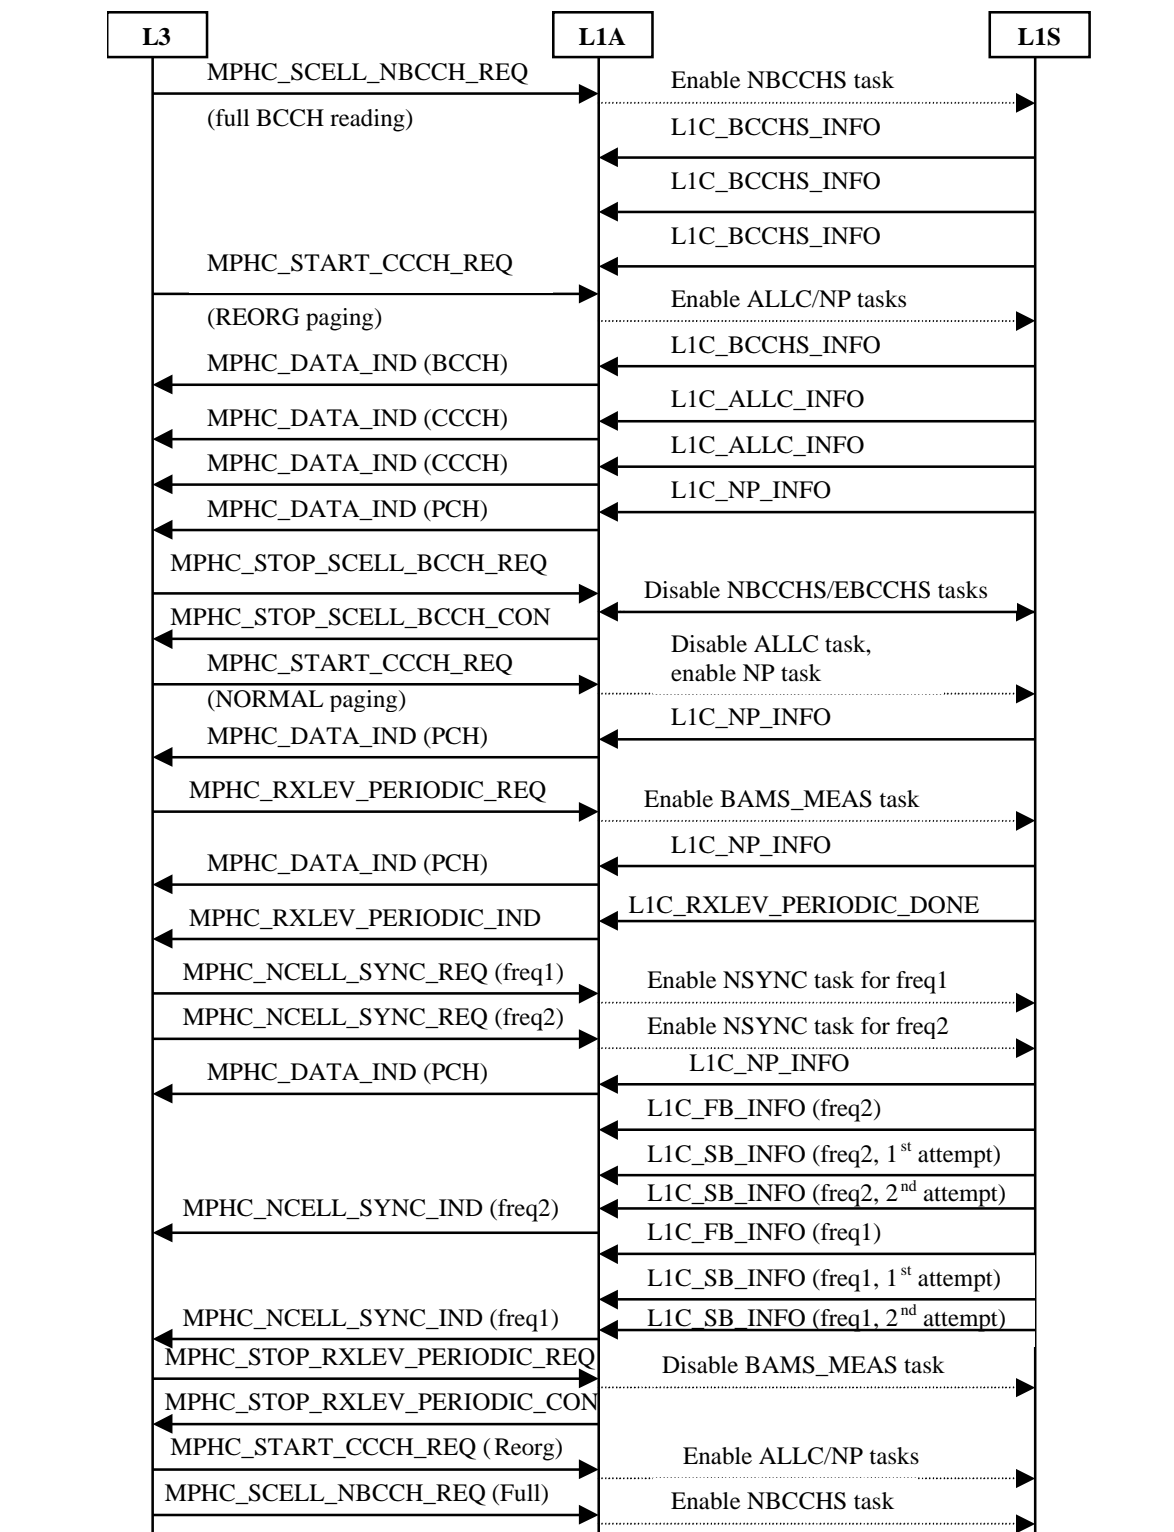 L3 L1A L1S
MPHC_SCELL_NBCCH_REQ
Enable NBCCHS task
(full BCCH reading)
L1C_BCCHS_INFO
L1C_BCCHS_INFO
L1C_BCCHS_INFO
MPHC_START_CCCH_REQ
Enable ALLC/NP tasks
(REORG paging)
L1C_BCCHS_INFO
MPHC_DATA_IND (BCCH)
L1C_ALLC_INFO
MPHC_DATA_IND (CCCH)
L1C_ALLC_INFO
MPHC_DATA_IND (CCCH)
L1C_NP_INFO
MPHC_DATA_IND (PCH)
MPHC_STOP_SCELL_BCCH_REQ
Disable NBCCHS/EBCCHS tasks
MPHC_STOP_SCELL_BCCH_CON
Disable ALLC task,
enable NP task
MPHC_START_CCCH_REQ
(NORMAL paging)
L1C_NP_INFO
MPHC_DATA_IND (PCH)
MPHC_RXLEV_PERIODIC_REQ
Enable BAMS_MEAS task
L1C_NP_INFO
MPHC_DATA_IND (PCH)
L1C_RXLEV_PERIODIC_DONE
MPHC_RXLEV_PERIODIC_IND
MPHC_NCELL_SYNC_REQ (freq1)
Enable NSYNC task for freq1
MPHC_NCELL_SYNC_REQ (freq2)
Enable NSYNC task for freq2
L1C_NP_INFO
MPHC_DATA_IND (PCH)
L1C_FB_INFO (freq2)
L1C_SB_INFO (freq2, 1st attempt)
L1C_SB_INFO (freq2, 2nd attempt)
MPHC_NCELL_SYNC_IND (freq2)
L1C_FB_INFO (freq1)
L1C_SB_INFO (freq1, 1st attempt)
L1C_SB_INFO (freq1, 2nd attempt)
MPHC_NCELL_SYNC_IND (freq1)
MPHC_STOP_RXLEV_PERIODIC_REQ
Disable BAMS_MEAS task
MPHC_STOP_RXLEV_PERIODIC_CON
MPHC_START_CCCH_REQ (Reorg)
Enable ALLC/NP tasks
MPHC_SCELL_NBCCH_REQ (Full)
Enable NBCCHS task